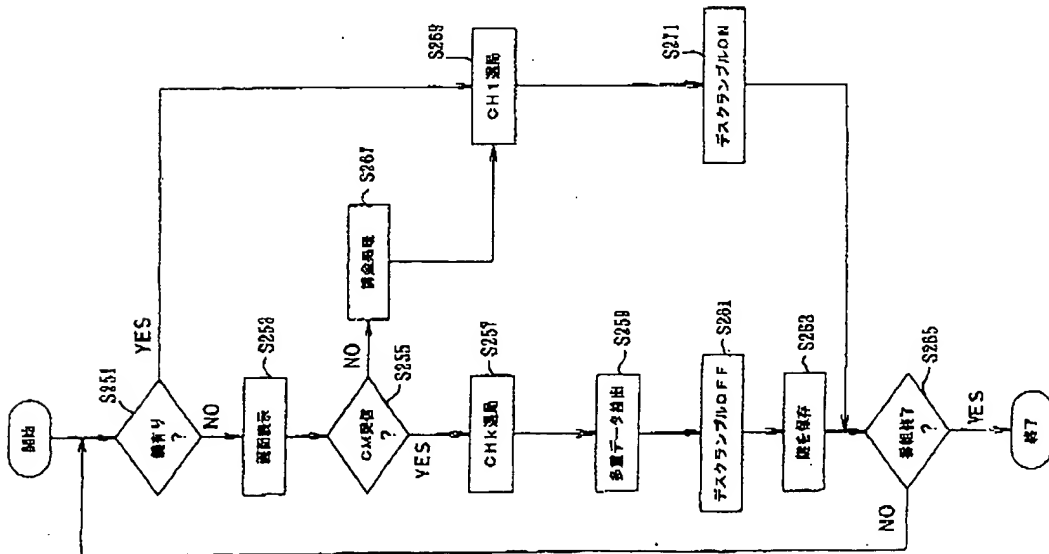 開始
S251
鍵有り
?
YES
NO
S253
画面表示
S255
CM受信
?
NO
YES
S267
課金処理
S257
CHk選局
S269
CH1選局
S259
多重データ抽出
S261
デスクランブルOFF
S271
デスクランブルON
S263
鍵を保存
S265
番組終了
?
NO
YES
終了